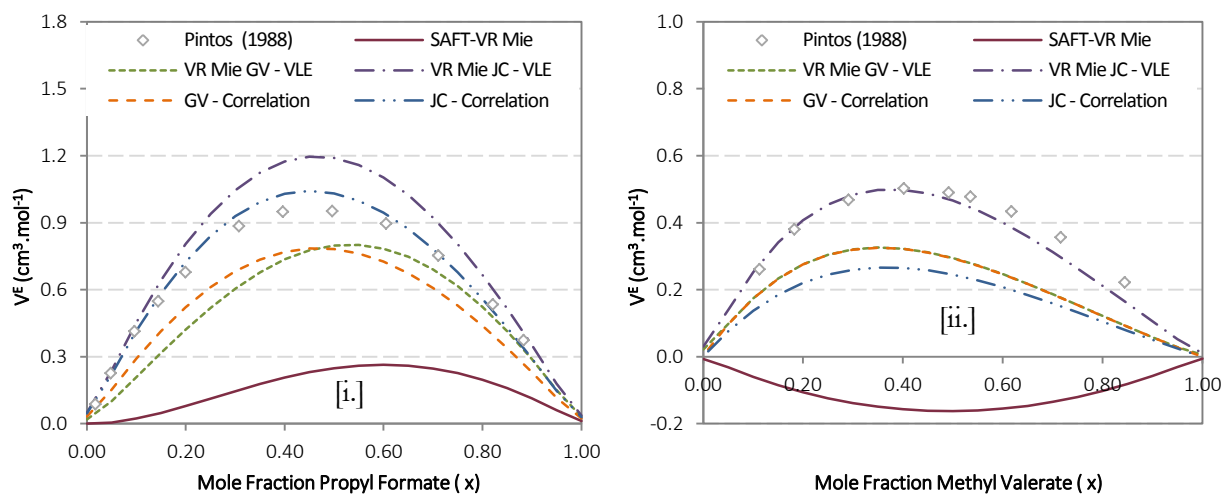 1.8
1.5
1.2
0.9
0.6
0.3
0.0
V^E (cm³.mol⁻¹)
Pintos (1988)
SAFT-VR Mie
VR Mie GV - VLE
VR Mie JC - VLE
GV - Correlation
JC - Correlation
[i.]
0.00 0.20 0.40 0.60 0.80 1.00
Mole Fraction Propyl Formate ( x)
1.0
0.8
0.6
0.4
0.2
0.0
-0.2
V^E (cm³.mol⁻¹)
Pintos (1988)
SAFT-VR Mie
VR Mie GV - VLE
VR Mie JC - VLE
GV - Correlation
JC - Correlation
[ii.]
0.00 0.20 0.40 0.60 0.80 1.00
Mole Fraction Methyl Valerate ( x)